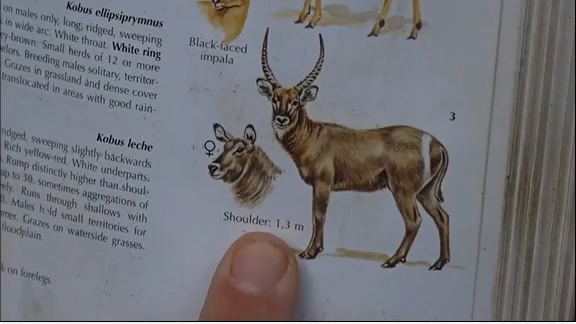 Kobus ellipsiprymnus
on males only, long, ridged, sweeping
in wide arc. White throat. White ring
ey-brown. Small herds of 12 or more
elors. Breeding males solitary, territor-
Grazes in grassland and dense cover
translocated in areas with good rain-
Kobus leche
ridged, sweeping slightly backwards
Rich yellow-red. White underparts.
Rump distinctly higher than shoul-
up to 30, sometimes aggregations of
ely. Runs through shallows with
Males hold small territories for
mer. Grazes on waterside grasses.
floodplain.
k on forelegs.
Black-faced
impala
3
♀
Shoulder: 1,3 m